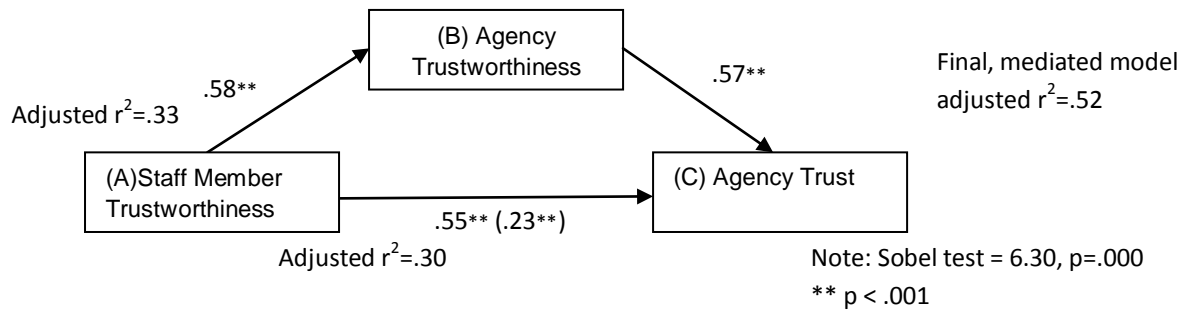 (B) Agency
Trustworthiness
Final, mediated model
adjusted r²=.52
.58**
.57**
Adjusted r²=.33
(A)Staff Member
Trustworthiness
(C) Agency Trust
.55** (.23**)
Adjusted r²=.30
Note: Sobel test = 6.30, p=.000
** p < .001